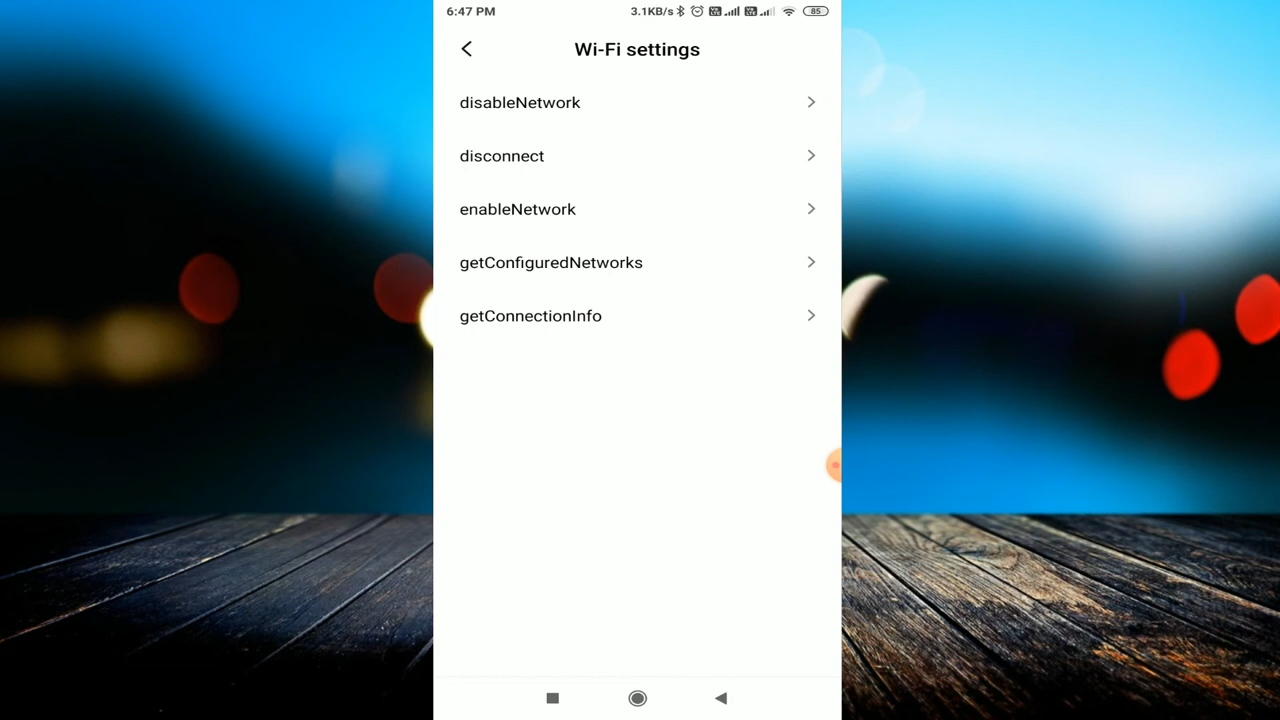 6:47 PM 3.1KB/s 85
Wi-Fi settings
disableNetwork
disconnect
enableNetwork
getConfiguredNetworks
getConnectionInfo